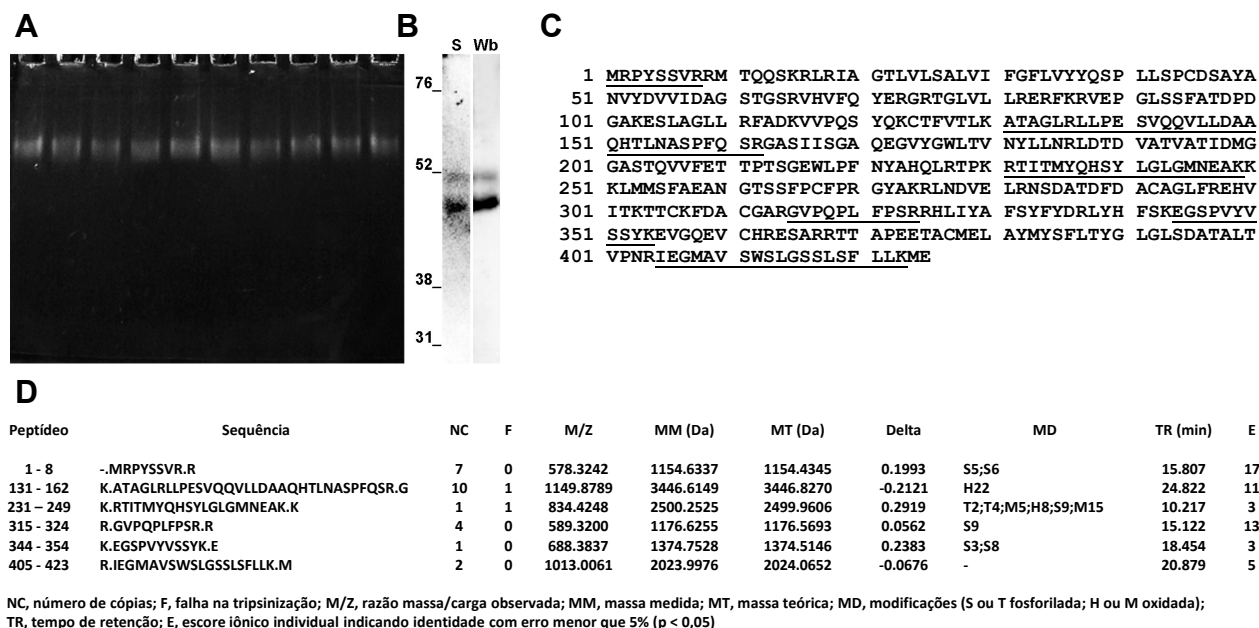 A
B
S Wb
76_
52_
38_
31_
C
1 MRPYSSVRRM TQQSKRLRIA GTLVLSALVI FGFLVYYQSP LLSPCDSAYA
51 NVYDVVIDAG STGSRVHVFQ YERGRTGLVL LRERFKRVEP GLSSFATDPD
101 GAKESLAGLL RFADKVVPQS YQKCTFVTLK ATAGLRLLPE SVQQVLLDAA
151 QHTLNASPFQ SRGASIISGA QEGVYGWLTV NYLLNRLDTD VATVATIDMG
201 GASTQVVFET TPTSGEWLPF NYAHQLRTPK RTITMYQHSY LGLGMNEAKK
251 KLMMSFAEAN GTSSFPCFPR GYAKRLNDVE LRNSDATDFD ACAGLFREHV
301 ITKTTCKFDA CGARGVPQPL FPSRRHLIYA FSYFYDRLYH FSKEGSPVYV
351 SSYKEVGQEV CHRESARRTT APEETACMEL AYMYSFLTYG LGLSDATALT
401 VPNRIEGMAV SWSLGSSLSF LLKME
D
Peptídeo Sequência NC F M/Z MM (Da) MT (Da) Delta MD TR (min) E
1 - 8 -.MRPYSSVR.R 7 0 578.3242 1154.6337 1154.4345 0.1993 S5;S6 15.807 17
131 - 162 K.ATAGLRLLPESVQQVLLDAAQHTLNASPFQSR.G 10 1 1149.8789 3446.6149 3446.8270 -0.2121 H22 24.822 11
231 – 249 K.RTITMYQHSYLGLGMNEAK.K 1 1 834.4248 2500.2525 2499.9606 0.2919 T2;T4;M5;H8;S9;M15 10.217 3
315 - 324 R.GVPQPLFPSR.R 4 0 589.3200 1176.6255 1176.5693 0.0562 S9 15.122 13
344 - 354 K.EGSPVYVSSYK.E 1 0 688.3837 1374.7528 1374.5146 0.2383 S3;S8 18.454 3
405 - 423 R.IEGMAVSWSLGSSLSFLLK.M 2 0 1013.0061 2023.9976 2024.0652 -0.0676 - 20.879 5
NC, número de cópias; F, falha na tripsinização; M/Z, razão massa/carga observada; MM, massa medida; MT, massa teórica; MD, modificações (S ou T fosforilada; H ou M oxidada);
TR, tempo de retenção; E, escore iônico individual indicando identidade com erro menor que 5% (p < 0,05)